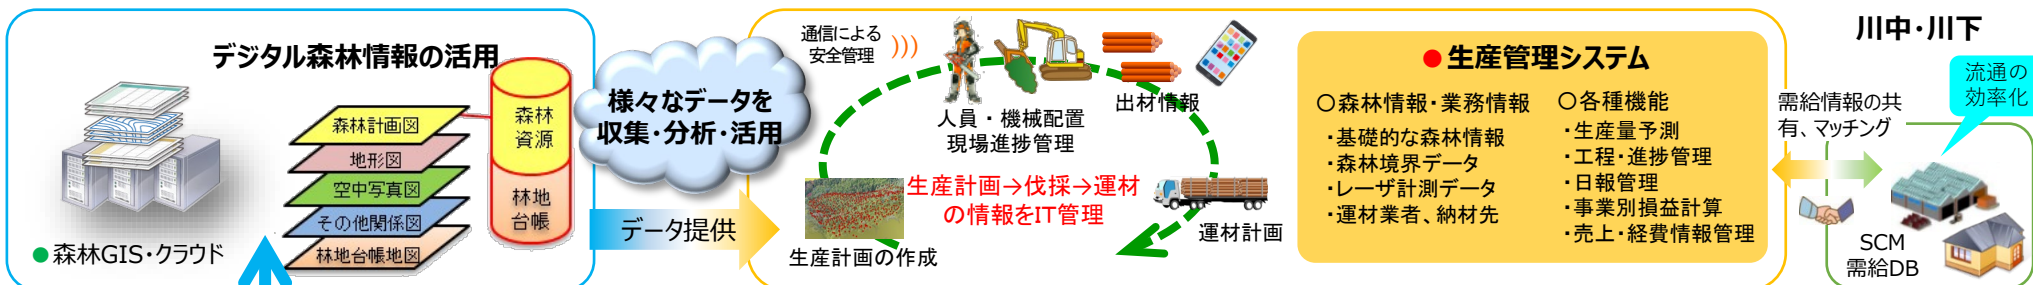 デジタル森林情報の活用
森林計画図
地形図
空中写真図
その他関係図
林地台帳地図
森林
資源
林地
台帳
●森林GIS・クラウド
様々なデータを
収集・分析・活用
データ提供
通信による
安全管理
人員・機械配置
現場進捗管理
出材情報
生産計画→伐採→運材
の情報をIT管理
生産計画の作成
運材計画
●生産管理システム
〇森林情報・業務情報
・基礎的な森林情報
・森林境界データ
・レーザ計測データ
・運材業者、納材先
〇各種機能
・生産量予測
・工程・進捗管理
・日報管理
・事業別損益計算
・売上・経費情報管理
川中・川下
流通の
効率化
需給情報の共
有、マッチング
SCM
需給DB